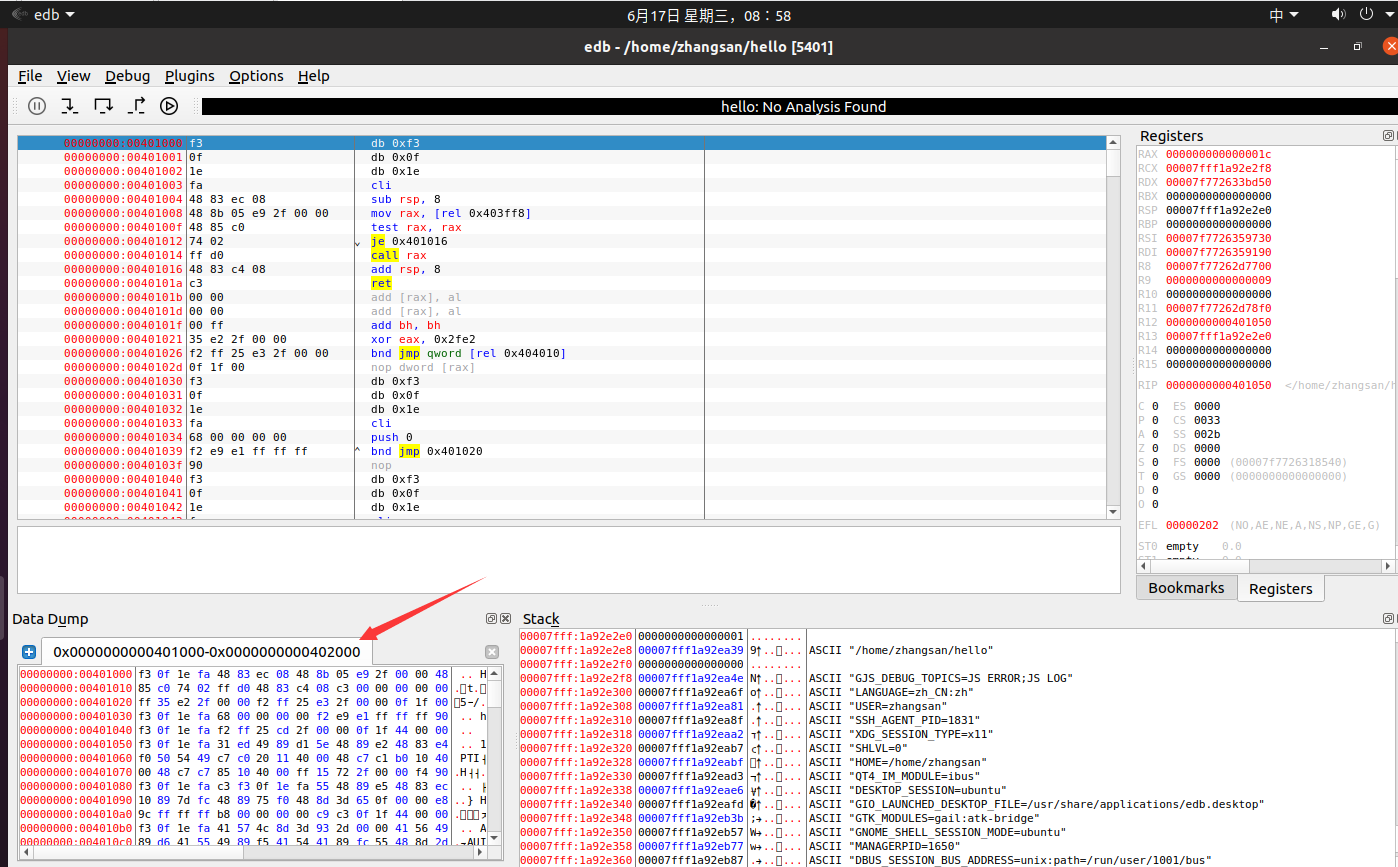 edb
6月17日 星期三，08：58
中
edb - /home/zhangsan/hello [5401]
File View Debug Plugins Options Help
hello: No Analysis Found
00000000:00401000 f3 db 0xf3
00000000:00401001 0f db 0x0f
00000000:00401002 1e db 0x1e
00000000:00401003 fa cli
00000000:00401004 48 83 ec 08 sub rsp, 8
00000000:00401008 48 8b 05 e9 2f 00 00 mov rax, [rel 0x403ff8]
00000000:0040100f 48 85 c0 test rax, rax
00000000:00401012 74 02 je 0x401016
00000000:00401014 ff d0 call rax
00000000:00401016 48 83 c4 08 add rsp, 8
00000000:0040101a c3 ret
00000000:0040101b 00 00 add [rax], al
00000000:0040101d 00 00 add [rax], al
00000000:0040101f 00 ff add bh, bh
00000000:00401021 35 e2 2f 00 00 xor eax, 0x2fe2
00000000:00401026 f2 ff 25 e3 2f 00 00 bnd jmp qword [rel 0x404010]
00000000:0040102d 0f 1f 00 nop dword [rax]
00000000:00401030 f3 db 0xf3
00000000:00401031 0f db 0x0f
00000000:00401032 1e db 0x1e
00000000:00401033 fa cli
00000000:00401034 68 00 00 00 00 push 0
00000000:00401039 f2 e9 e1 ff ff ff bnd jmp 0x401020
00000000:0040103f 90 nop
00000000:00401040 f3 db 0xf3
00000000:00401041 0f db 0x0f
00000000:00401042 1e db 0x1e
Registers
RAX 000000000000001c
RCX 00007fff1a92e2f8
RDX 00007f772633bd50
RBX 0000000000000000
RSP 00007fff1a92e2e0
RBP 0000000000000000
RSI 00007f7726359730
RDI 00007f7726359190
R8 00007f77262d7700
R9 0000000000000009
R10 0000000000000000
R11 00007f77262d78f0
R12 0000000000401050
R13 00007fff1a92e2e0
R14 0000000000000000
R15 0000000000000000
RIP 0000000000401050 </home/zhangsan/h
C 0 ES 0000
P 0 CS 0033
A 0 SS 002b
Z 0 DS 0000
S 0 FS 0000 (00007f7726318540)
T 0 GS 0000 (0000000000000000)
D 0
O 0
EFL 00000202 (NO,AE,NE,A,NS,NP,GE,G)
ST0 empty 0.0
Bookmarks Registers
Data Dump
0x0000000000401000-0x0000000000402000
00000000:00401000 f3 0f 1e fa 48 83 ec 08 48 8b 05 e9 2f 00 00 48
00000000:00401010 85 c0 74 02 ff d0 48 83 c4 08 c3 00 00 00 00 00
00000000:00401020 ff 35 e2 2f 00 00 f2 ff 25 e3 2f 00 00 0f 1f 00
00000000:00401030 f3 0f 1e fa 68 00 00 00 00 f2 e9 e1 ff ff ff 90
00000000:00401040 f3 0f 1e fa f2 ff 25 cd 2f 00 00 0f 1f 44 00 00
00000000:00401050 f3 0f 1e fa 31 ed 49 89 d1 5e 48 89 e2 48 83 e4
00000000:00401060 f0 50 54 49 c7 c0 20 11 40 00 48 c7 c1 b0 10 40
00000000:00401070 00 48 c7 c7 85 10 40 00 ff 15 72 2f 00 00 f4 90
00000000:00401080 f3 0f 1e fa c3 f3 0f 1e fa 55 48 89 e5 48 83 ec
00000000:00401090 10 89 7d fc 48 89 75 f0 48 8d 3d 65 0f 00 00 e8
00000000:004010a0 9c ff ff ff b8 00 00 00 00 c9 c3 0f 1f 44 00 00
00000000:004010b0 f3 0f 1e fa 41 57 4c 8d 3d 93 2d 00 00 41 56 49
00000000:004010c0 89 d6 41 55 49 89 f5 41 54 41 89 fc 55 48 8d 2d
Stack
00007fff:1a92e2e0 0000000000000001 ........
00007fff:1a92e2e8 00007fff1a92ea39 ASCII "/home/zhangsan/hello"
00007fff:1a92e2f0 0000000000000000 ........
00007fff:1a92e2f8 00007fff1a92ea4e ASCII "GJS_DEBUG_TOPICS=JS ERROR;JS LOG"
00007fff:1a92e300 00007fff1a92ea6f ASCII "LANGUAGE=zh_CN:zh"
00007fff:1a92e308 00007fff1a92ea81 ASCII "USER=zhangsan"
00007fff:1a92e310 00007fff1a92ea8f ASCII "SSH_AGENT_PID=1831"
00007fff:1a92e318 00007fff1a92eaa2 ASCII "XDG_SESSION_TYPE=x11"
00007fff:1a92e320 00007fff1a92eab7 ASCII "SHLVL=0"
00007fff:1a92e328 00007fff1a92eabf ASCII "HOME=/home/zhangsan"
00007fff:1a92e330 00007fff1a92ead3 ASCII "QT4_IM_MODULE=ibus"
00007fff:1a92e338 00007fff1a92eae6 ASCII "DESKTOP_SESSION=ubuntu"
00007fff:1a92e340 00007fff1a92eafd ASCII "GIO_LAUNCHED_DESKTOP_FILE=/usr/share/applications/edb.desktop"
00007fff:1a92e348 00007fff1a92eb3b ASCII "GTK_MODULES=gail:atk-bridge"
00007fff:1a92e350 00007fff1a92eb57 ASCII "GNOME_SHELL_SESSION_MODE=ubuntu"
00007fff:1a92e358 00007fff1a92eb77 ASCII "MANAGERPID=1650"
00007fff:1a92e360 00007fff1a92eb87 ASCII "DBUS_SESSION_BUS_ADDRESS=unix:path=/run/user/1001/bus"